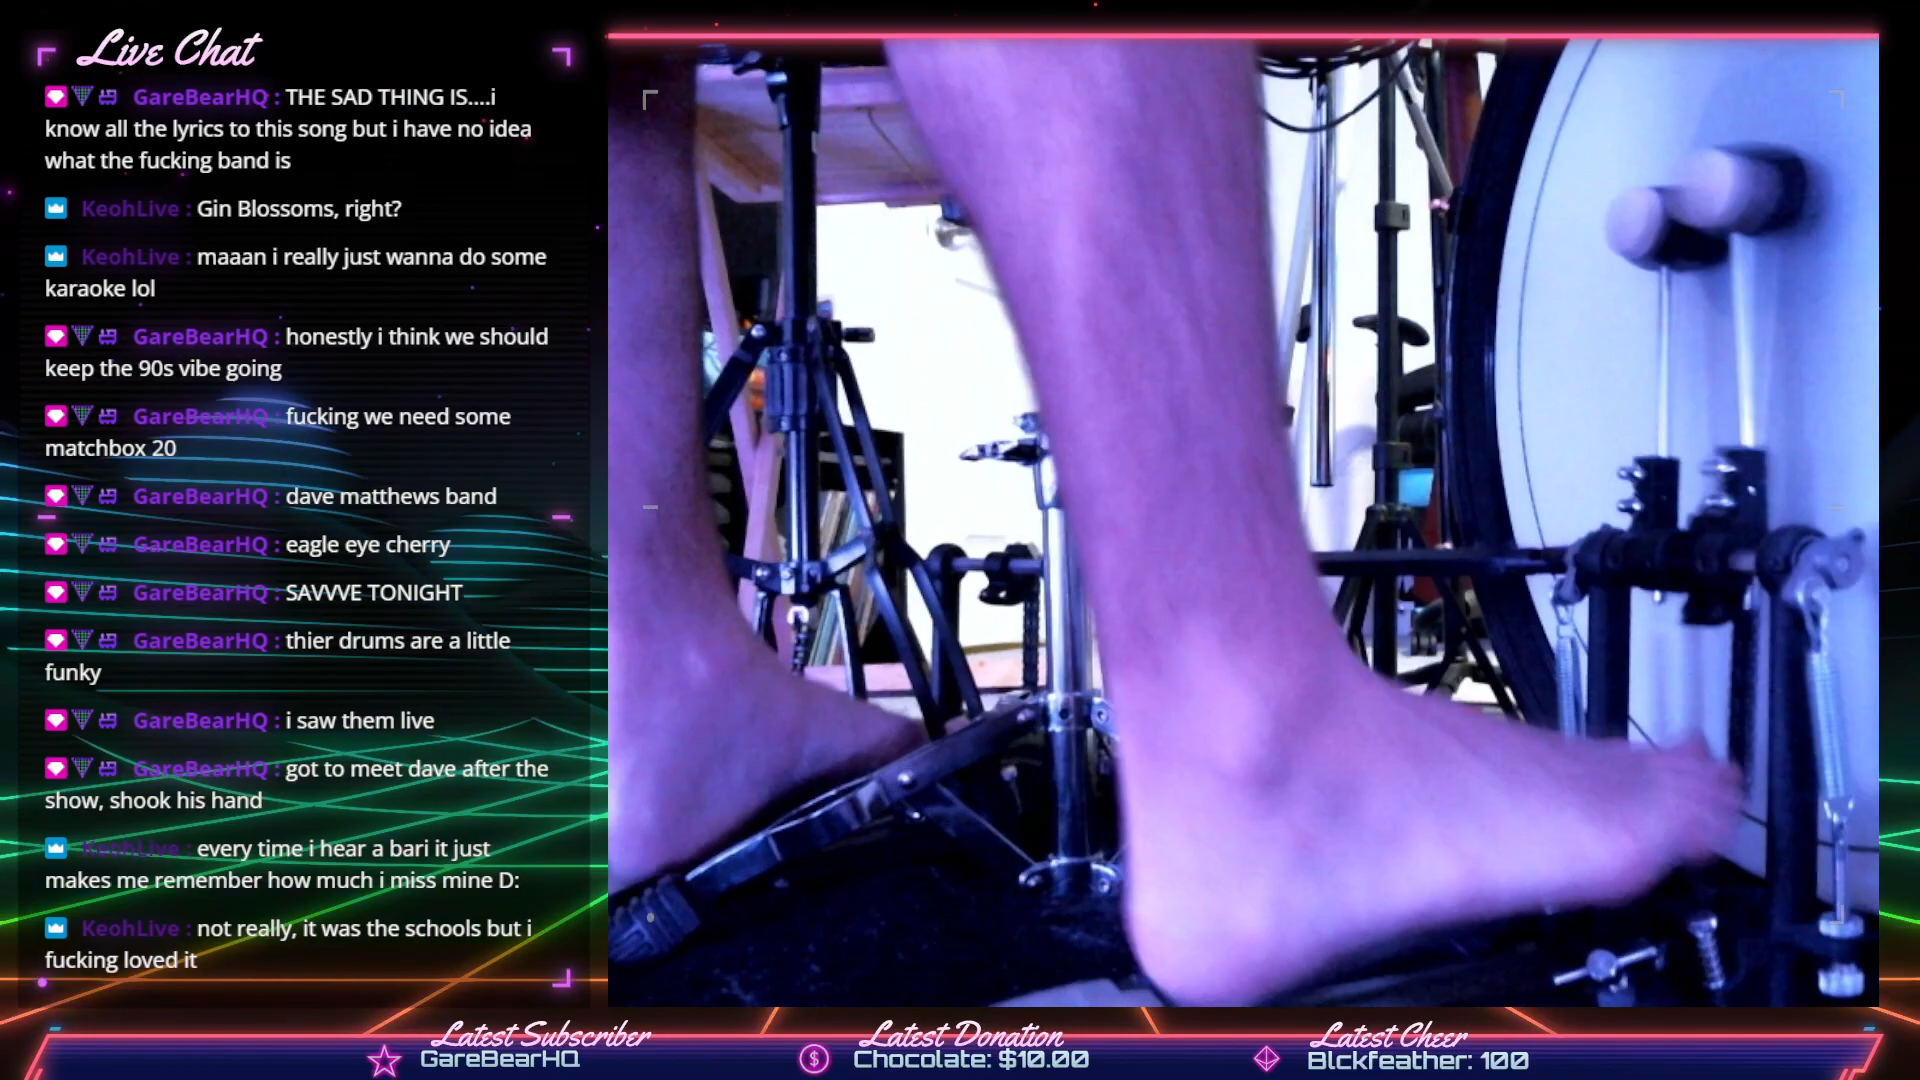 Live Chat
GareBearHQ : THE SAD THING IS....i
know all the lyrics to this song but i have no idea
what the fucking band is
KeohLive : Gin Blossoms, right?
KeohLive : maaan i really just wanna do some
karaoke lol
GareBearHQ : honestly i think we should
keep the 90s vibe going
GareBearHQ : fucking we need some
matchbox 20
GareBearHQ : dave matthews band
GareBearHQ : eagle eye cherry
GareBearHQ : SAVVVE TONIGHT
GareBearHQ : thier drums are a little
funky
GareBearHQ : i saw them live
GareBearHQ : got to meet dave after the
show, shook his hand
KeohLive : every time i hear a bari it just
makes me remember how much i miss mine D:
KeohLive : not really, it was the schools but i
fucking loved it
Latest Subscriber
GareBearHQ
Latest Donation
Chocolate: $10.00
Latest Cheer
Blckfeather: 100